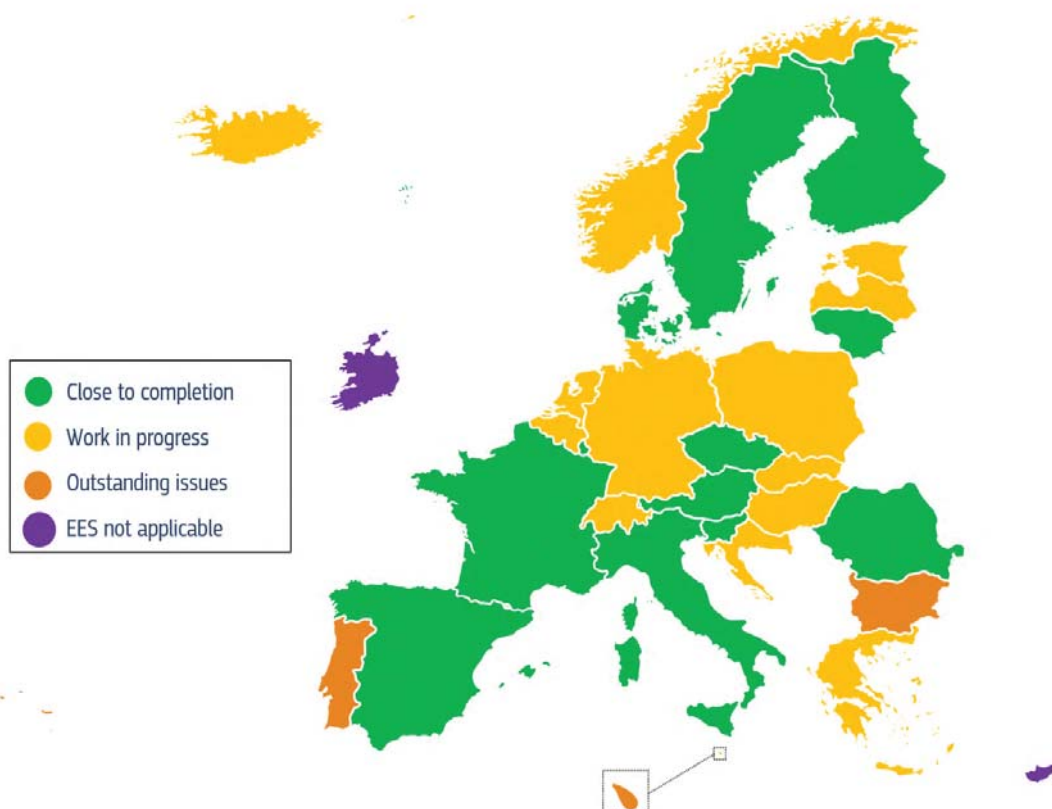 Close to completion
Work in progress
Outstanding issues
EES not applicable